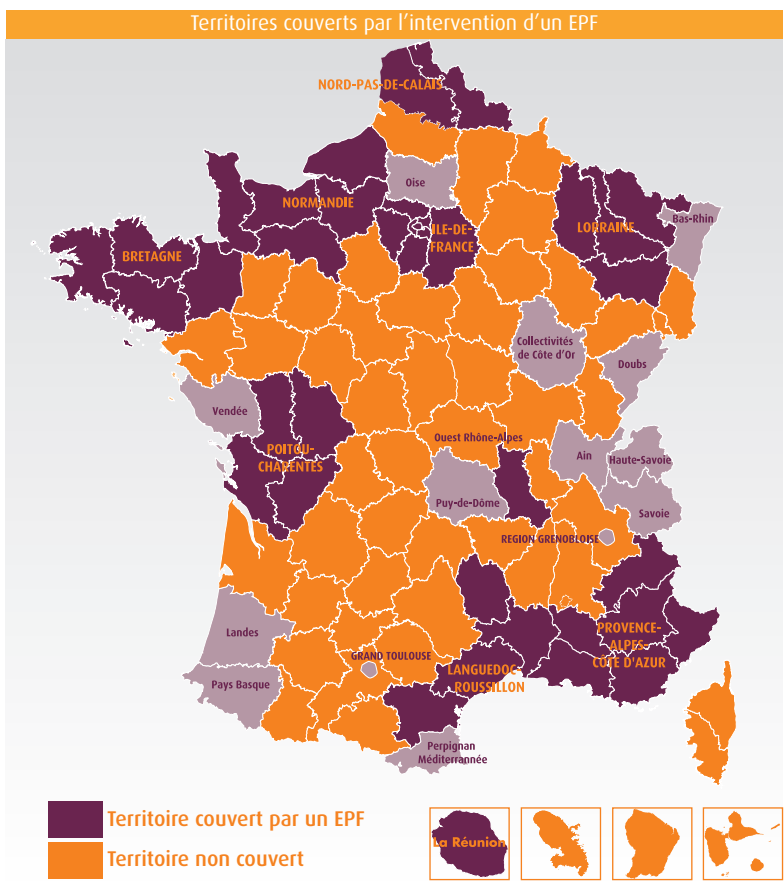 Territoires couverts par l'intervention d'un EPF
NORD-PAS-DE-CALAIS
Oise
NORMANDIE
ILE-DE-
FRANCE
LORRAINE
Bas-Rhin
BRETAGNE
Collectivités
de Côte d'Or
Doubs
Vendée
Ouest Rhône-Alpes
POITOU-
CHARENTES
Ain
Haute-Savoie
Puy-de-Dôme
Savoie
REGION GRENOBLOISE
Landes
PROVENCE-
ALPES-
CÔTE D'AZUR
GRAND TOULOUSE
LANGUEDOC-
ROUSSILLON
Pays Basque
Perpignan
Méditerrannée
Territoire couvert par un EPF
Territoire non couvert
La Réunion